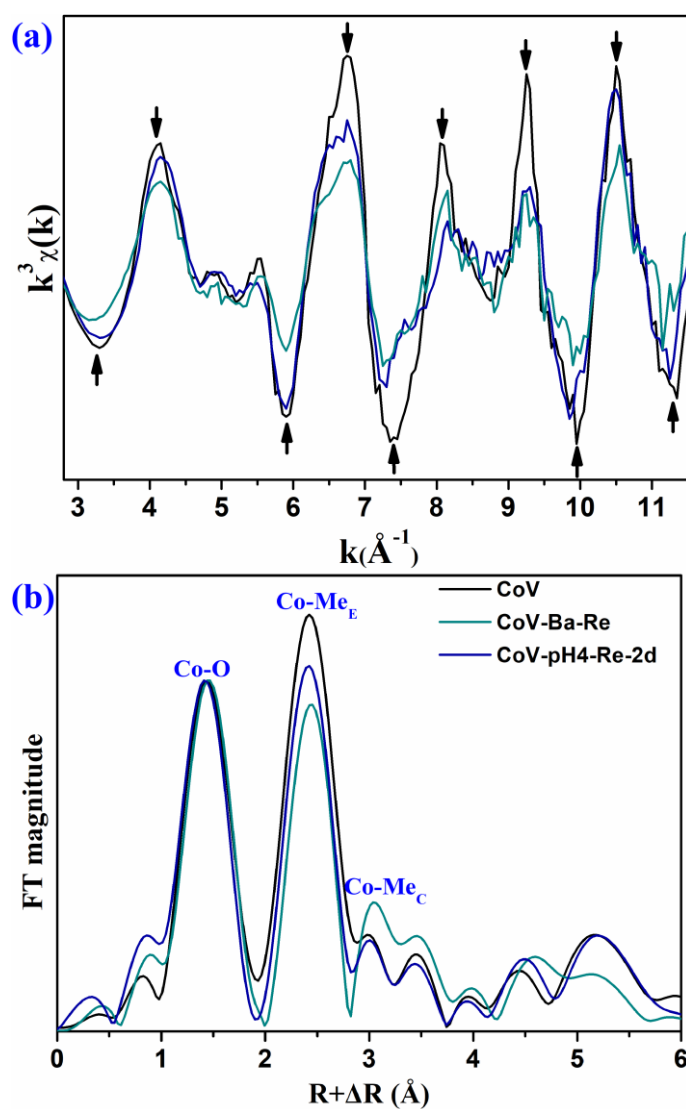 (a)
k³χ(k)
3 4 5 6 7 8 9 10 11
k(Å⁻¹)
(b)
Co-O
Co-Me_E
Co-Me_C
CoV
CoV-Ba-Re
CoV-pH4-Re-2d
FT magnitude
0 1 2 3 4 5 6
R+ΔR (Å)